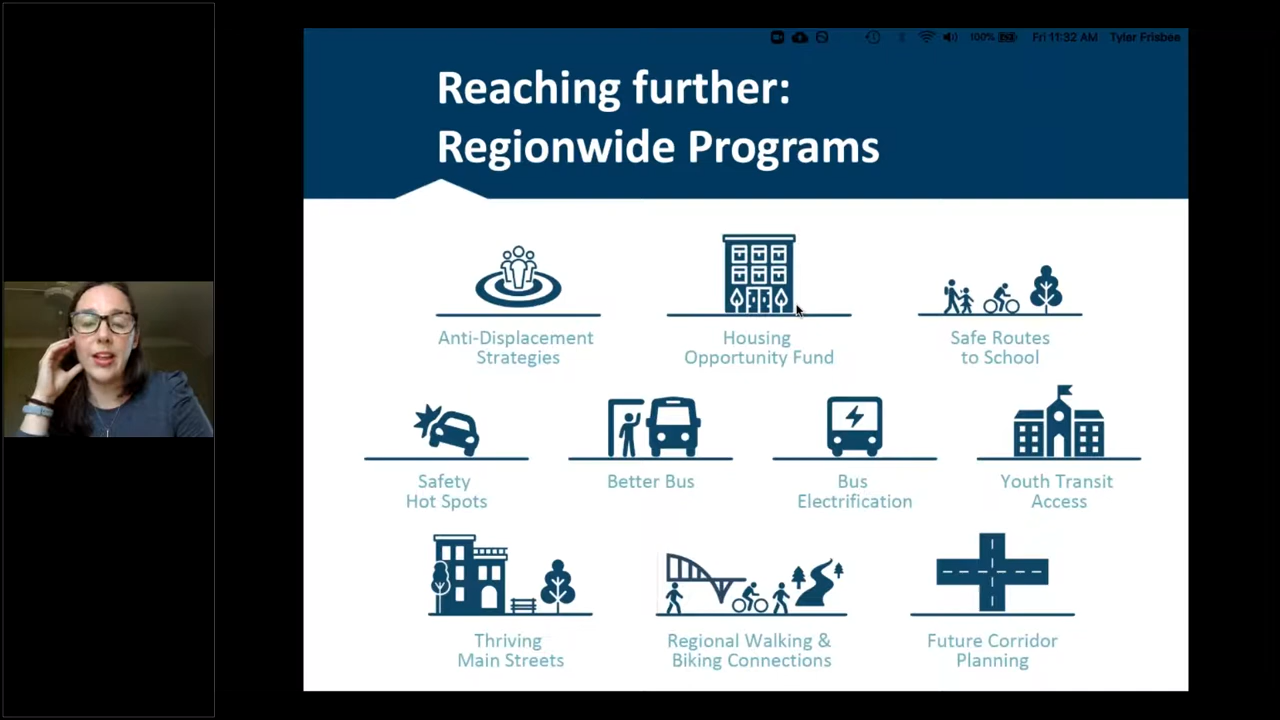 100% Fri 11:32 AM Tyler Frisbee
Reaching further:
Regionwide Programs
Anti-Displacement
Strategies
Housing
Opportunity Fund
Safe Routes
to School
Safety
Hot Spots
Better Bus
Bus
Electrification
Youth Transit
Access
Thriving
Main Streets
Regional Walking &
Biking Connections
Future Corridor
Planning